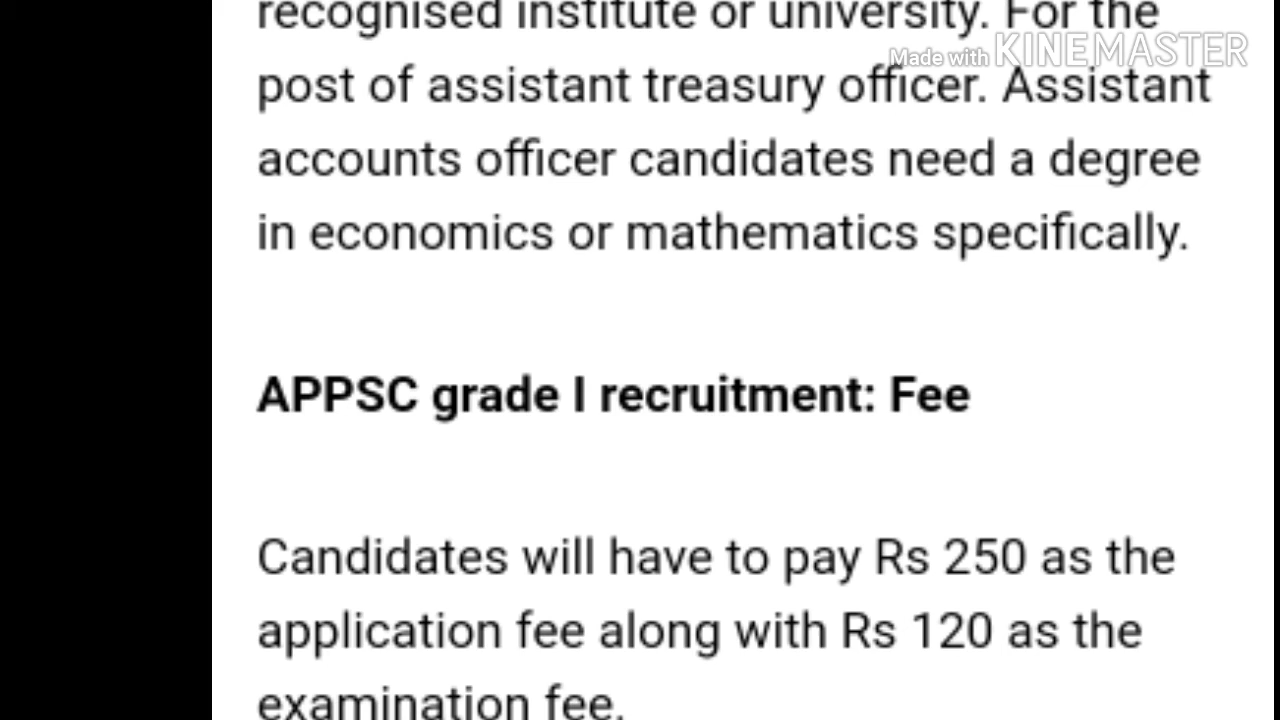 recognised institute or university. For the
Made with KINEMASTER
post of assistant treasury officer. Assistant
accounts officer candidates need a degree
in economics or mathematics specifically.
APPSC grade I recruitment: Fee
Candidates will have to pay Rs 250 as the
application fee along with Rs 120 as the
examination fee.